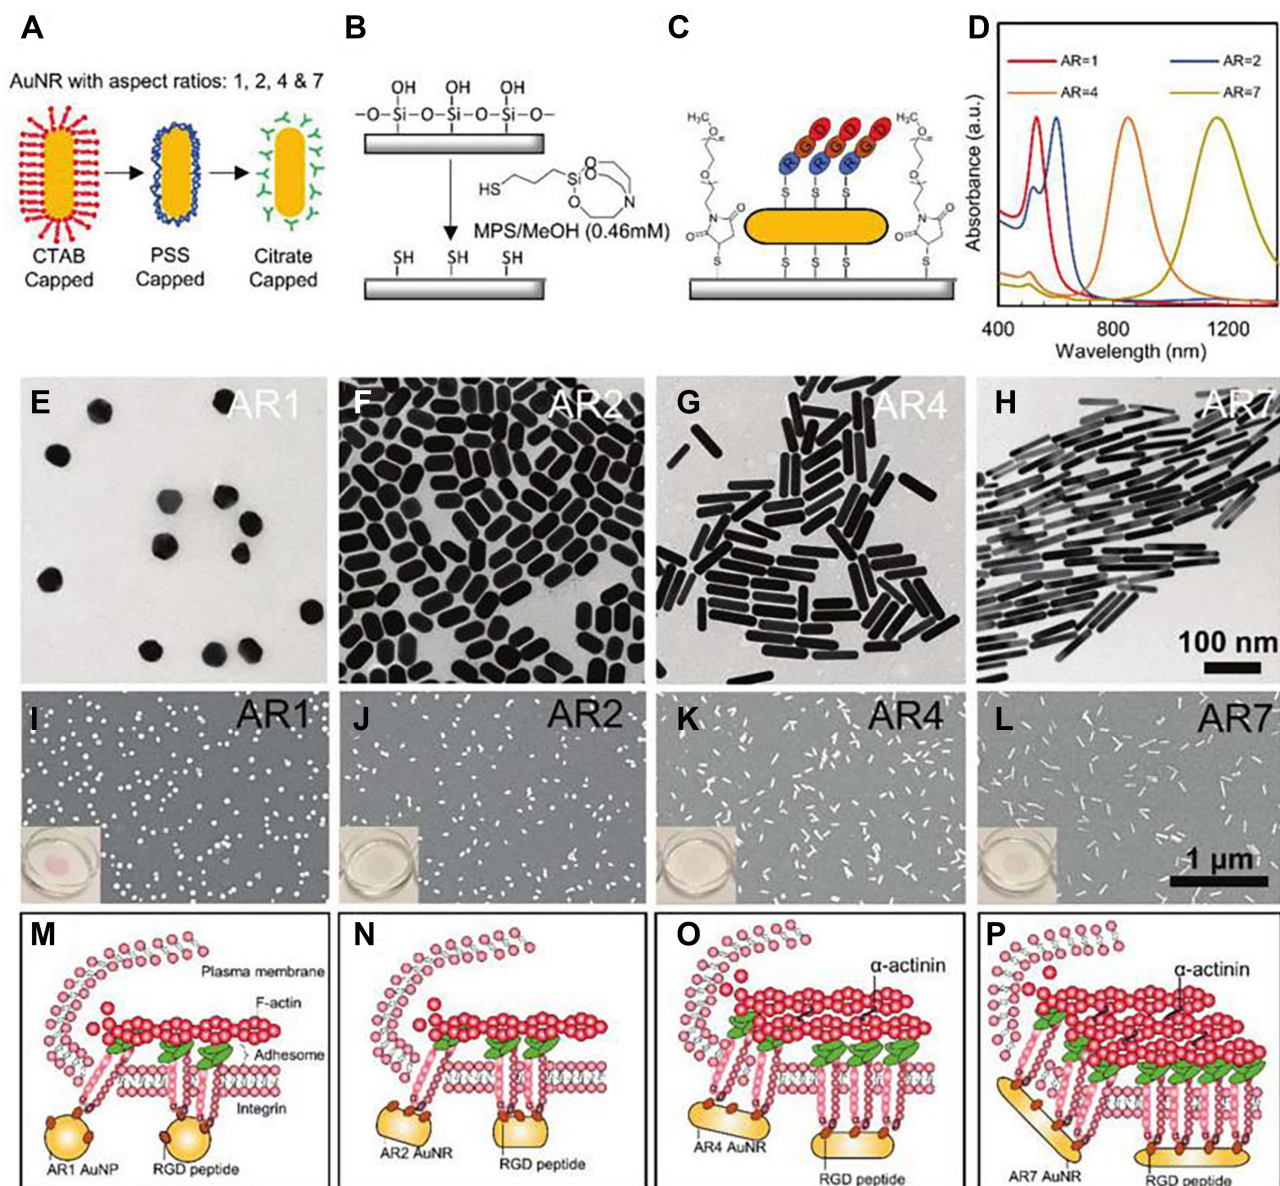 A
AuNR with aspect ratios: 1, 2, 4 & 7
CTAB
Capped
PSS
Capped
Citrate
Capped
B
OH OH OH
-O-Si-O-Si-O-Si-O-
HS
Si
O
O
O
N
MPS/MeOH (0.46mM)
SH SH SH
C
H₃C
O
O
N
O
O
S
R G D
R G D
R G D
S S S
S S S
H₃C
O
O
N
O
O
S
D
AR=1
AR=2
AR=4
AR=7
Absorbance (a.u.)
400 800 1200
Wavelength (nm)
E AR1
F AR2
G AR4
H AR7
100 nm
I AR1
J AR2
K AR4
L AR7
1 µm
M
Plasma membrane
F-actin
Adhesome
Integrin
AR1 AuNP
RGD peptide
N
AR2 AuNR
RGD peptide
O
α-actinin
AR4 AuNR
RGD peptide
P
α-actinin
AR7 AuNR
RGD peptide